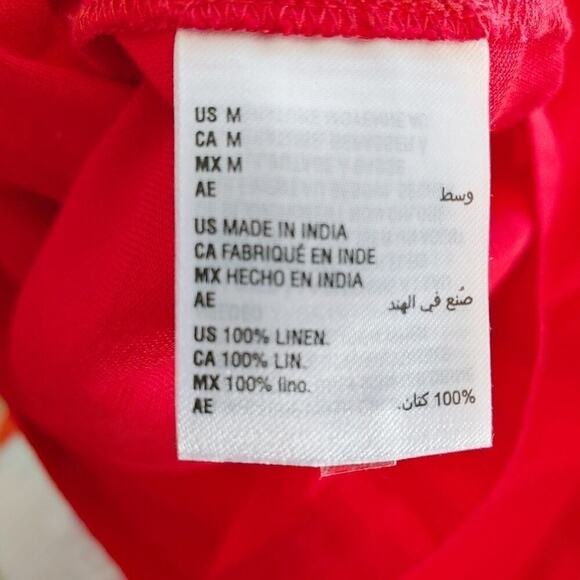 US M
CA M
MX M
AE وسط
US MADE IN INDIA
CA FABRIQUÉ EN INDE
MX HECHO EN INDIA
AE صُنع في الهند
US 100% LINEN.
CA 100% LIN.
MX 100% lino.
AE 100% كتان.